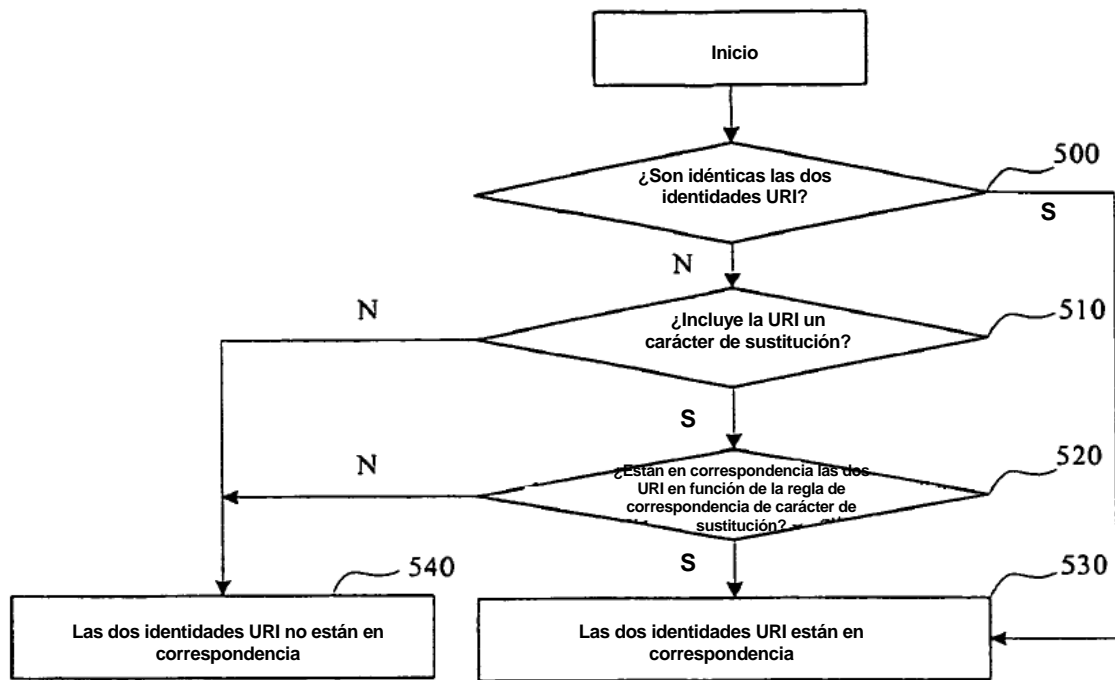 Inicio
¿Son idénticas las dos
identidades URI?
500
S
N
N
¿Incluye la URI un
carácter de sustitución?
510
S
N
¿Están en correspondencia las dos
URI en función de la regla de
correspondencia de carácter de
sustitución?
520
S
540
530
Las dos identidades URI no están en
correspondencia
Las dos identidades URI están en
correspondencia